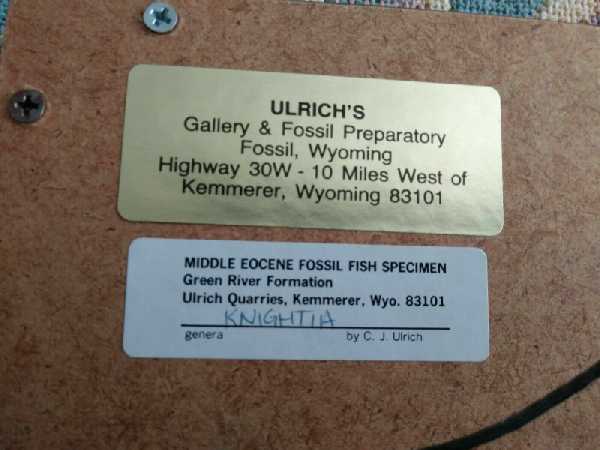 ULRICH'S
Gallery & Fossil Preparatory
Fossil, Wyoming
Highway 30W - 10 Miles West of
Kemmerer, Wyoming 83101
MIDDLE EOCENE FOSSIL FISH SPECIMEN
Green River Formation
Ulrich Quarries, Kemmerer, Wyo. 83101
KNIGHTIA
genera by C. J. Ulrich